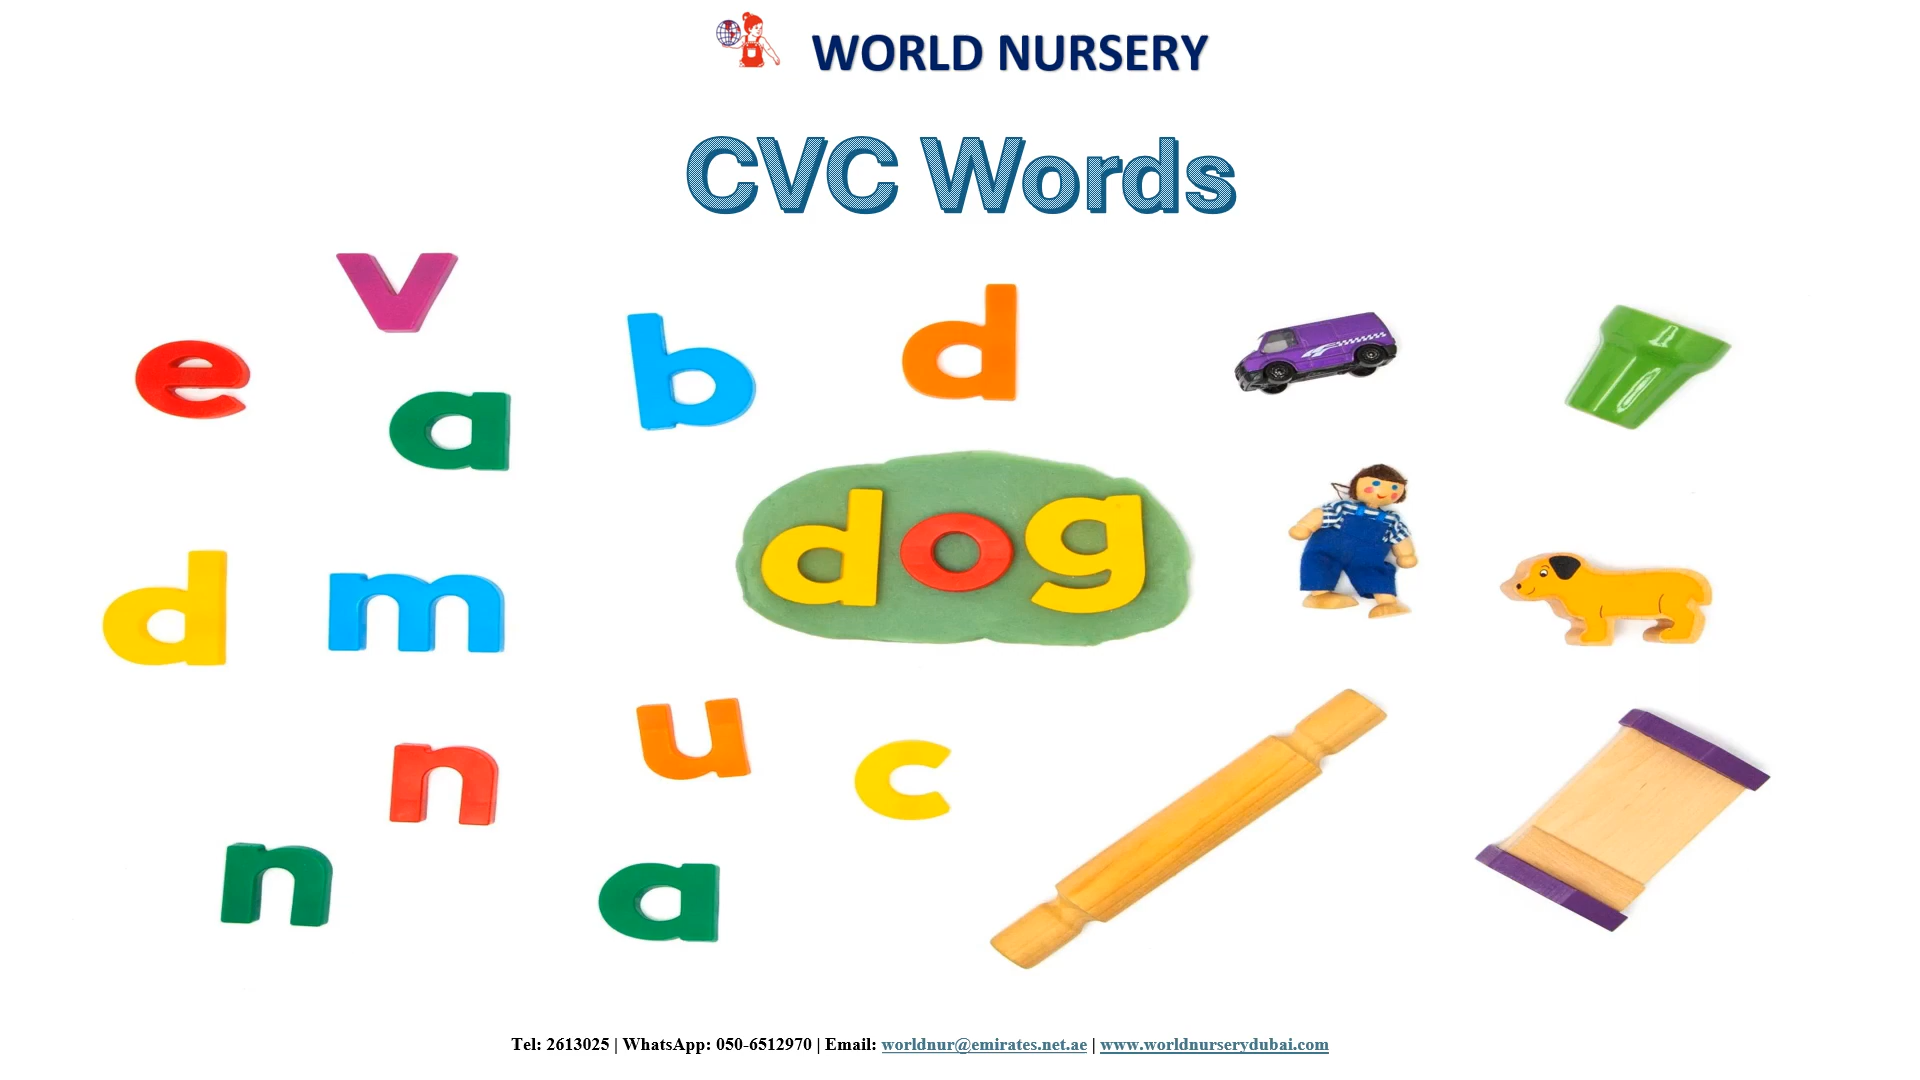 WORLD NURSERY
CVC Words
v
e
a
b
d
dog
d
m
n
u
c
n
a
Tel: 2613025 | WhatsApp: 050-6512970 | Email: worldnur@emirates.net.ae | www.worldnurserydubai.com